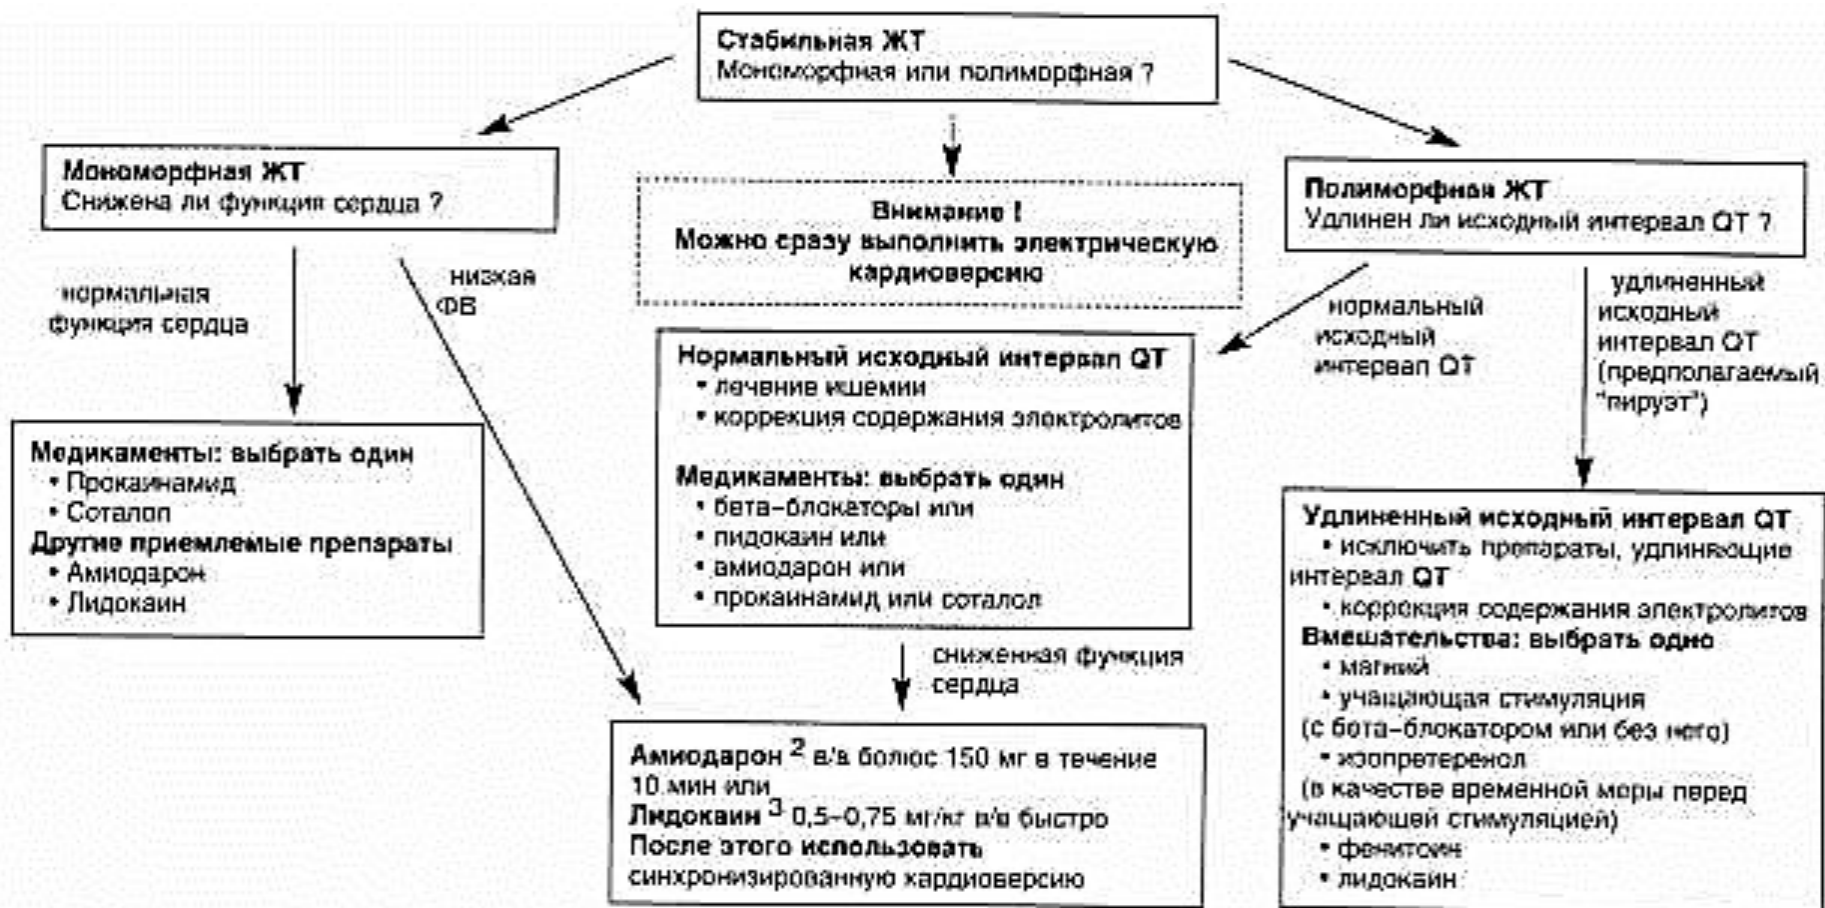 Стабильная ЖТ
Мономорфная или полиморфная ?
Мономорфная ЖТ
Снижена ли функция сердца ?
Внимание !
Можно сразу выполнить электрическую
кардиоверсию
Полиморфная ЖТ
Удлинен ли исходный интервал QT ?
нормальная
функция сердца
низкая
ФВ
нормальный
исходный
интервал QT
удлиненный
исходный
интервал QT
(предполагаемый
"пируэт")
Медикаменты: выбрать один
• Прокаинамид
• Соталол
Другие приемлемые препараты
• Амиодарон
• Лидокаин
Нормальный исходный интервал QT
• лечение ишемии
• коррекция содержания электролитов
Медикаменты: выбрать один
• бета-блокаторы или
• лидокаин или
• амиодарон или
• прокаинамид или соталол
сниженная функция
сердца
Амиодарон 2 в/в болюс 150 мг в течение
10 мин или
Лидокаин 3 0,5–0,75 мг/кг в/в быстро
После этого использовать
синхронизированную кардиоверсию
Удлиненный исходный интервал QT
• исключить препараты, удлиняющие
интервал QT
• коррекция содержания электролитов
Вмешательства: выбрать одно
• магний
• учащающая стимуляция
(с бета-блокатором или без него)
• изопретеренол
(в качестве временной меры перед
учащающей стимуляцией)
• фенитоин
• лидокаин